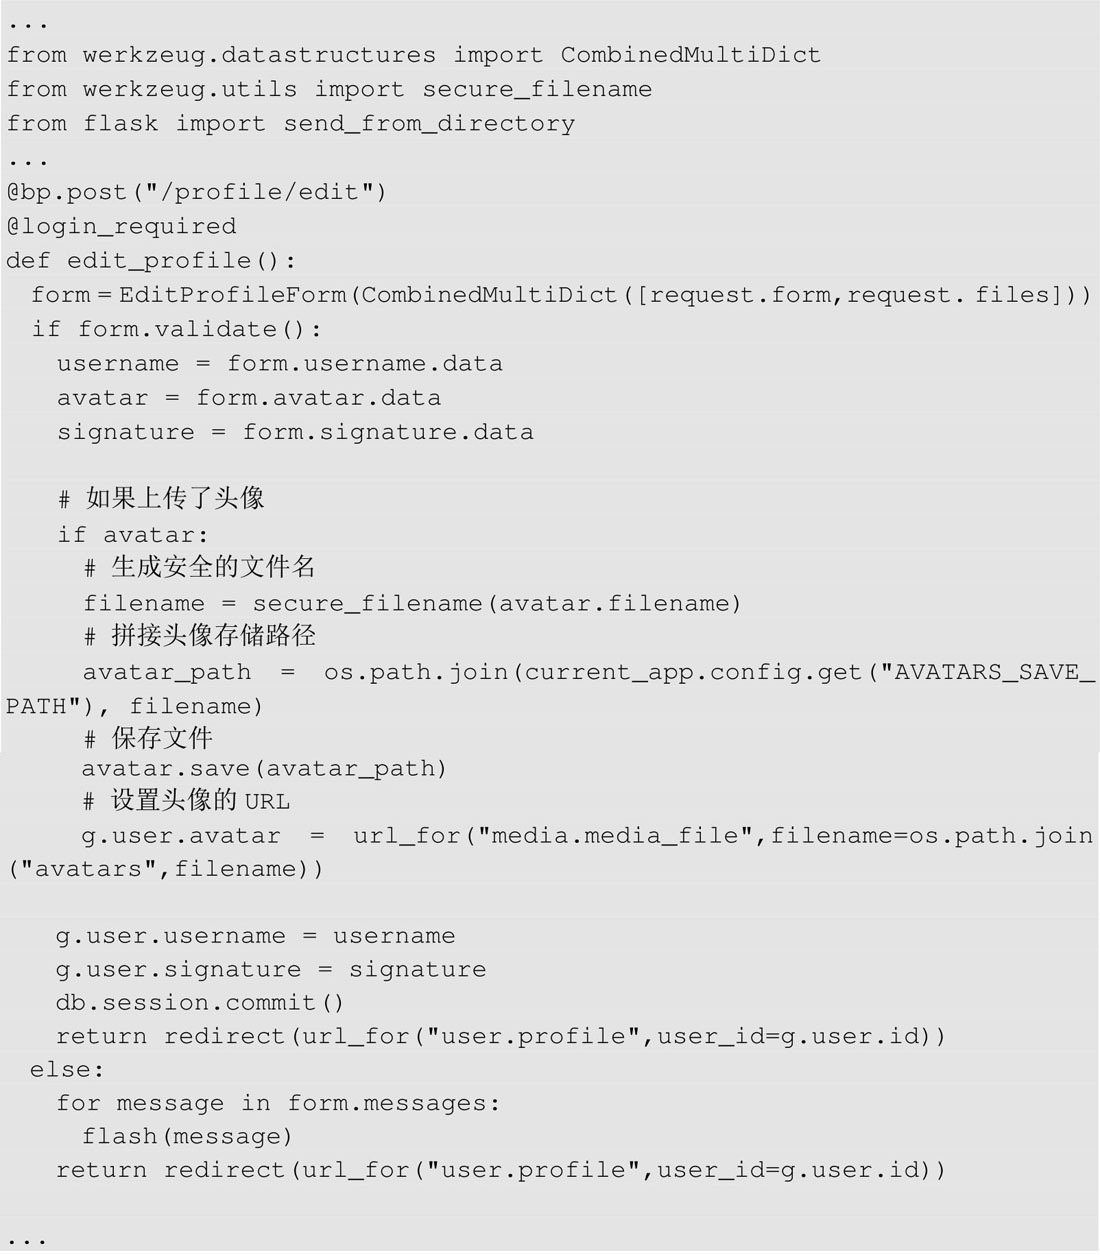 ...
from werkzeug.datastructures import CombinedMultiDict
from werkzeug.utils import secure_filename
from flask import send_from_directory
...
@bp.post("/profile/edit")
@login_required
def edit_profile():
  form = EditProfileForm(CombinedMultiDict([request.form,request. files]))
  if form.validate():
    username = form.username.data
    avatar = form.avatar.data
    signature = form.signature.data

    # 如果上传了头像
    if avatar:
      # 生成安全的文件名
      filename = secure_filename(avatar.filename)
      # 拼接头像存储路径
      avatar_path = os.path.join(current_app.config.get("AVATARS_SAVE_
PATH"), filename)
      # 保存文件
      avatar.save(avatar_path)
      # 设置头像的 URL
      g.user.avatar = url_for("media.media_file",filename=os.path.join
("avatars",filename))

    g.user.username = username
    g.user.signature = signature
    db.session.commit()
    return redirect(url_for("user.profile",user_id=g.user.id))
  else:
    for message in form.messages:
      flash(message)
    return redirect(url_for("user.profile",user_id=g.user.id))

...